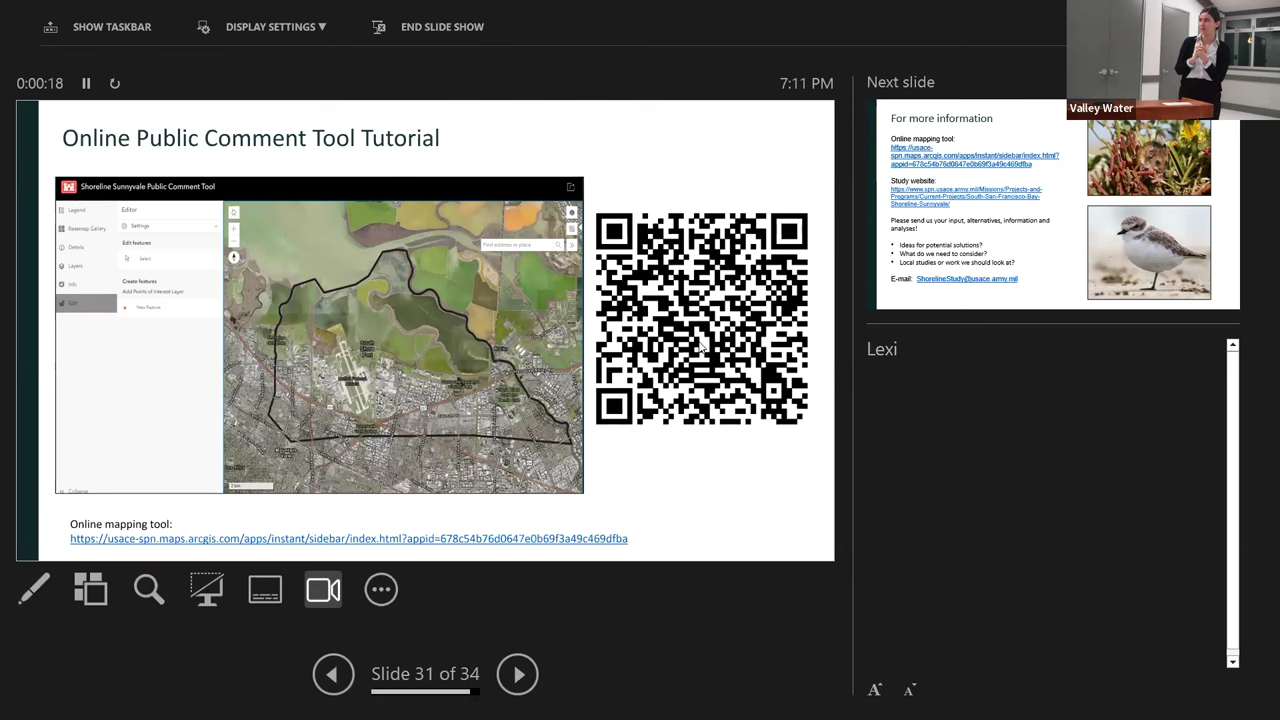 SHOW TASKBAR
DISPLAY SETTINGS ▼
END SLIDE SHOW
0:00:18
7:11 PM
Online Public Comment Tool Tutorial
Shoreline Sunnyvale Public Comment Tool
Legend
Basemap Gallery
Details
Layers
Info
Edit
Editor
Settings
Edit features
Select
Create features
Add Points of Interest Layer
New Feature
Find address or place
Mountain View
Online mapping tool:
https://usace-spn.maps.arcgis.com/apps/instant/sidebar/index.html?appid=678c54b76d0647e0b69f3a49c469dfba
Slide 31 of 34
Next slide
Valley Water
For more information
Online mapping tool:
https://usace-
spn.maps.arcgis.com/apps/instant/sidebar/index.html?
appid=678c54b76d0647e0b69f3a49c469dfba
Study website:
https://www.spn.usace.army.mil/Missions/Projects-and-
Programs/Current-Projects/South-San-Francisco-Bay-
Shoreline-Sunnyvale/
Please send us your input, alternatives, information and
analyses!
• Ideas for potential solutions?
• What do we need to consider?
• Local studies or work we should look at?
E-mail: ShorelineStudy@usace.army.mil
Lexi
A A